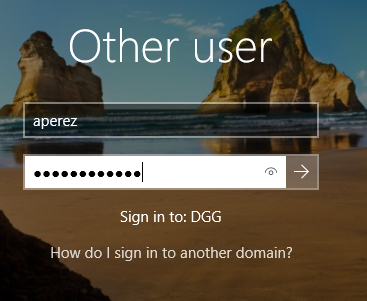 Other user
aperez
●●●●●●●●●●●●
Sign in to: DGG
How do I sign in to another domain?